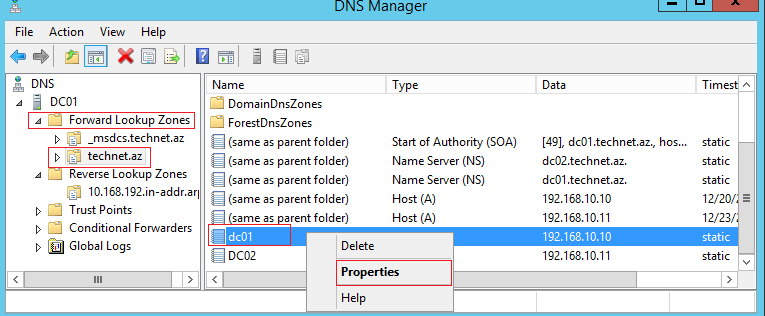 DNS Manager
File Action View Help
DNS
DC01
Forward Lookup Zones
_msdcs.technet.az
technet.az
Reverse Lookup Zones
10.168.192.in-addr.arp
Trust Points
Conditional Forwarders
Global Logs
Name Type Data Timest
DomainDnsZones
ForestDnsZones
(same as parent folder) Start of Authority (SOA) [49], dc01.technet.az., hos... static
(same as parent folder) Name Server (NS) dc02.technet.az. static
(same as parent folder) Name Server (NS) dc01.technet.az. static
(same as parent folder) Host (A) 192.168.10.10 12/20/2
(same as parent folder) Host (A) 192.168.10.11 12/23/2
dc01 192.168.10.10 static
DC02 192.168.10.11 static
Delete
Properties
Help